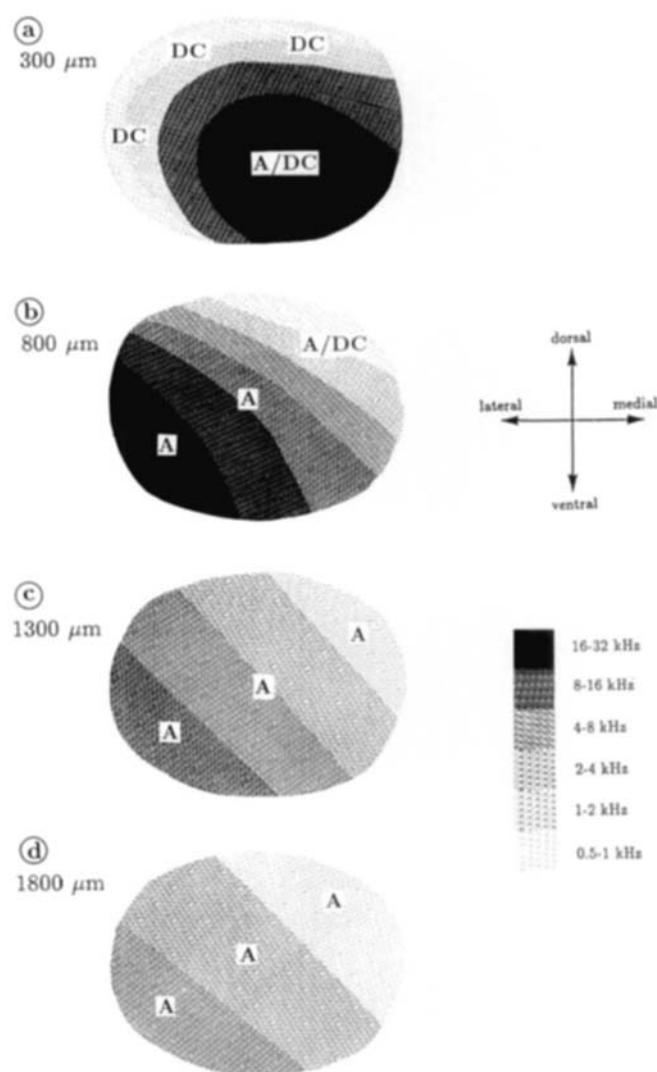 a
300 μm
DC
DC
DC
A/DC
b
800 μm
A/DC
A
A
dorsal
lateral
medial
ventral
c
1300 μm
A
A
A
16-32 kHz
8-16 kHz
4-8 kHz
2-4 kHz
1-2 kHz
0.5-1 kHz
d
1800 μm
A
A
A